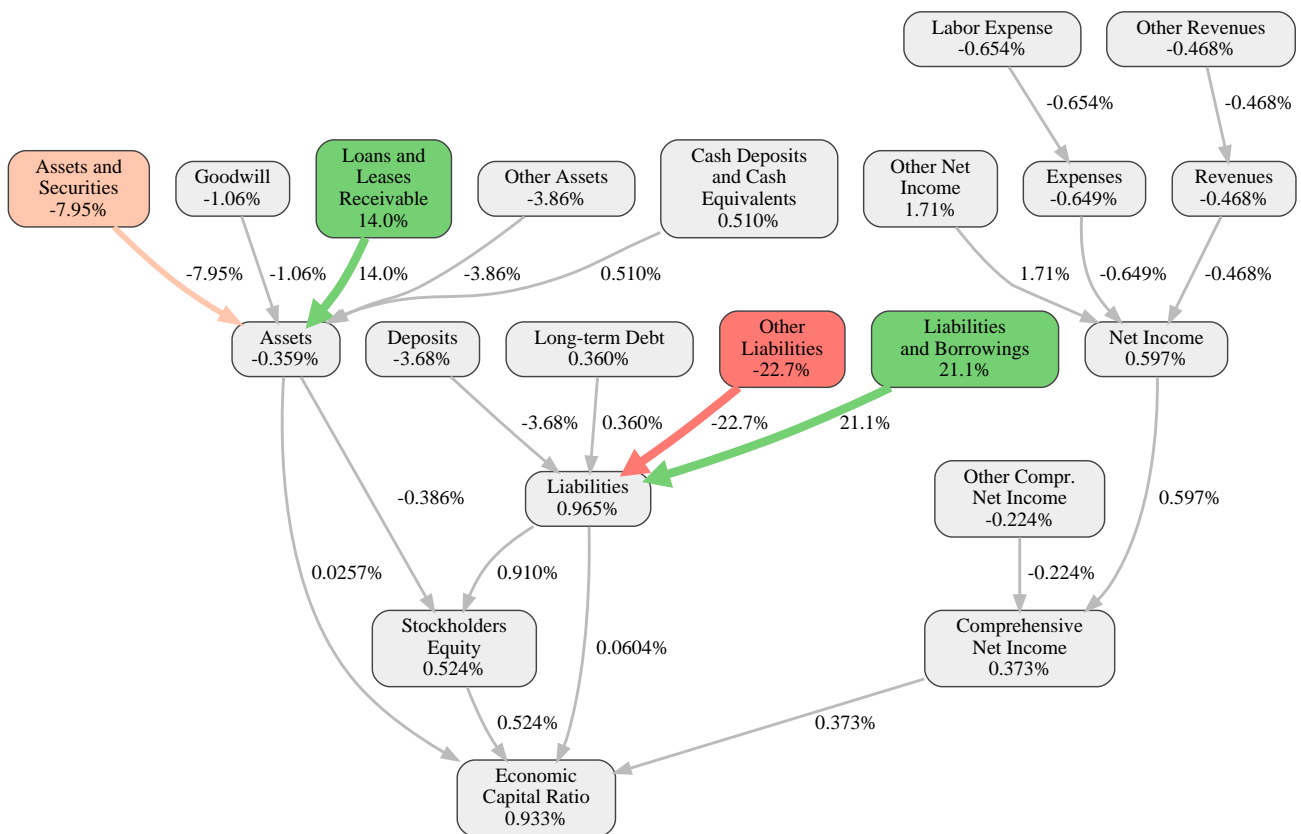 Labor Expense
-0.654%
Other Revenues
-0.468%
-0.654%
-0.468%
Assets and
Securities
-7.95%
Goodwill
-1.06%
Loans and
Leases
Receivable
14.0%
Other Assets
-3.86%
Cash Deposits
and Cash
Equivalents
0.510%
Other Net
Income
1.71%
Expenses
-0.649%
Revenues
-0.468%
-7.95%
-1.06%
14.0%
-3.86%
0.510%
1.71%
-0.649%
-0.468%
Assets
-0.359%
Deposits
-3.68%
Long-term Debt
0.360%
Other
Liabilities
-22.7%
Liabilities
and Borrowings
21.1%
Net Income
0.597%
-3.68%
0.360%
-22.7%
21.1%
-0.386%
Liabilities
0.965%
Other Compr.
Net Income
-0.224%
0.597%
0.0257%
0.910%
-0.224%
Stockholders
Equity
0.524%
0.0604%
Comprehensive
Net Income
0.373%
0.524%
0.373%
Economic
Capital Ratio
0.933%